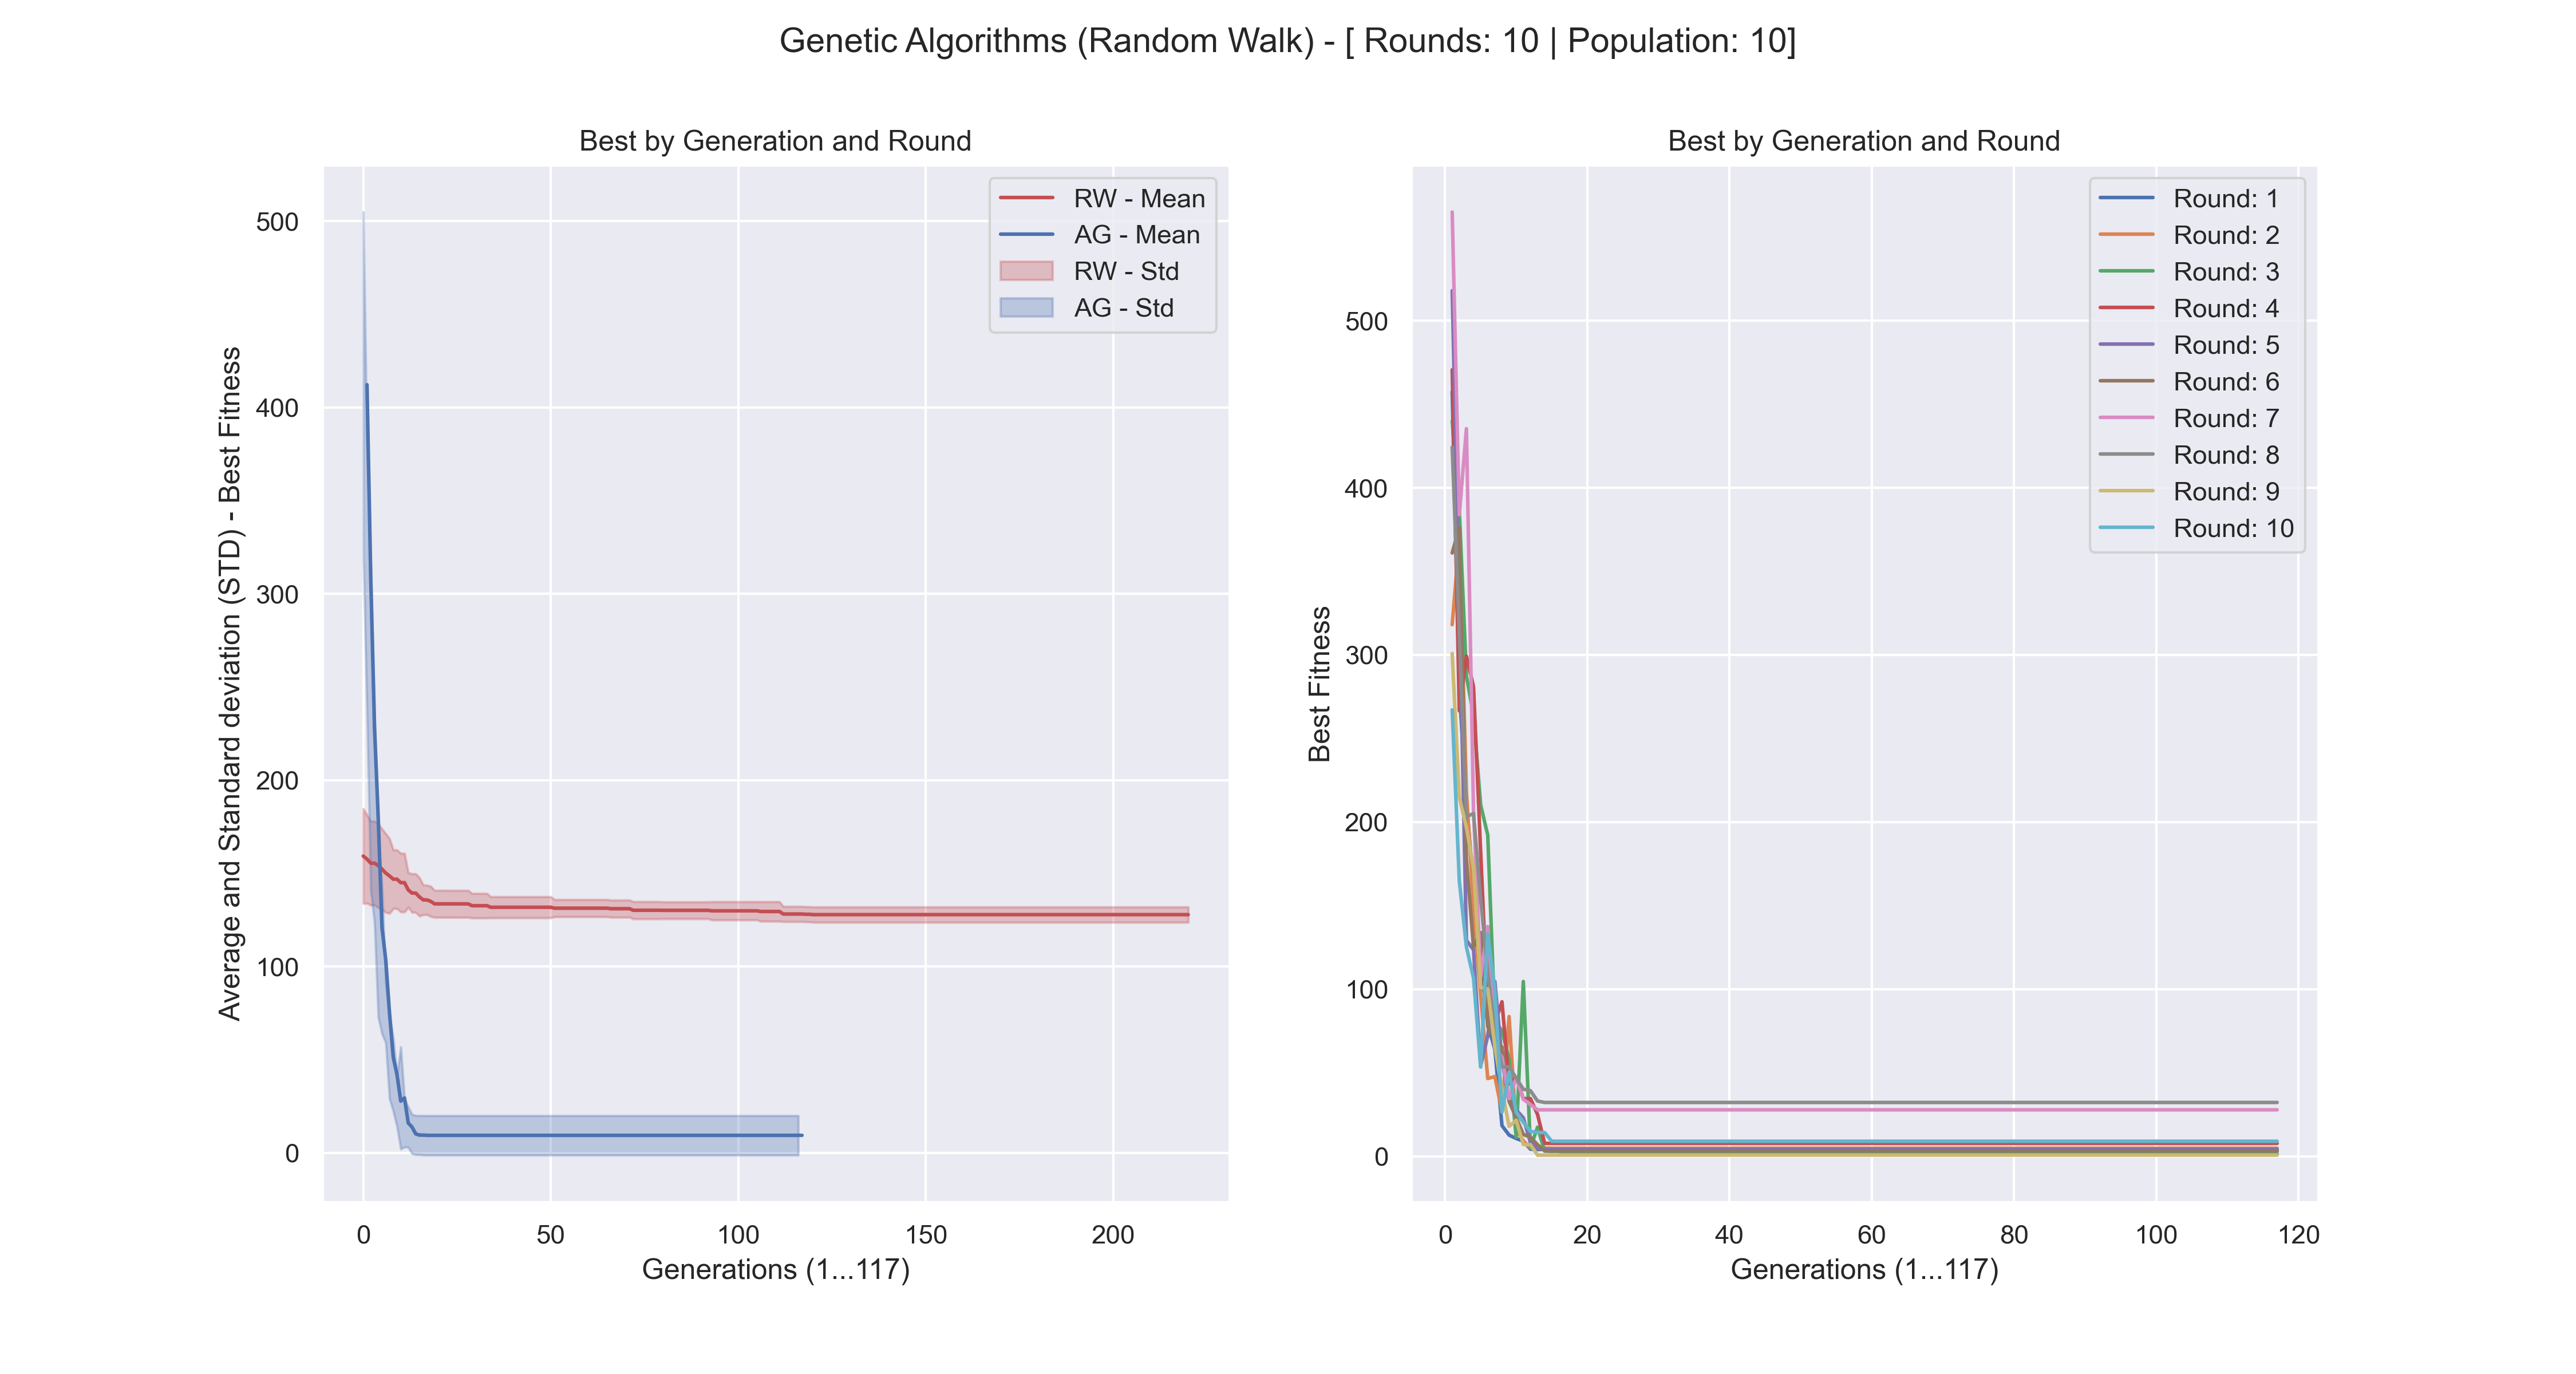 Genetic Algorithms (Random Walk) - [ Rounds: 10 | Population: 10]
Best by Generation and Round
RW - Mean
AG - Mean
RW - Std
AG - Std
500
400
300
200
100
0
Average and Standard deviation (STD) - Best Fitness
0
50
100
150
200
Generations (1...117)
Best by Generation and Round
Round: 1
Round: 2
Round: 3
Round: 4
Round: 5
Round: 6
Round: 7
Round: 8
Round: 9
Round: 10
500
400
300
200
100
0
Best Fitness
0
20
40
60
80
100
120
Generations (1...117)